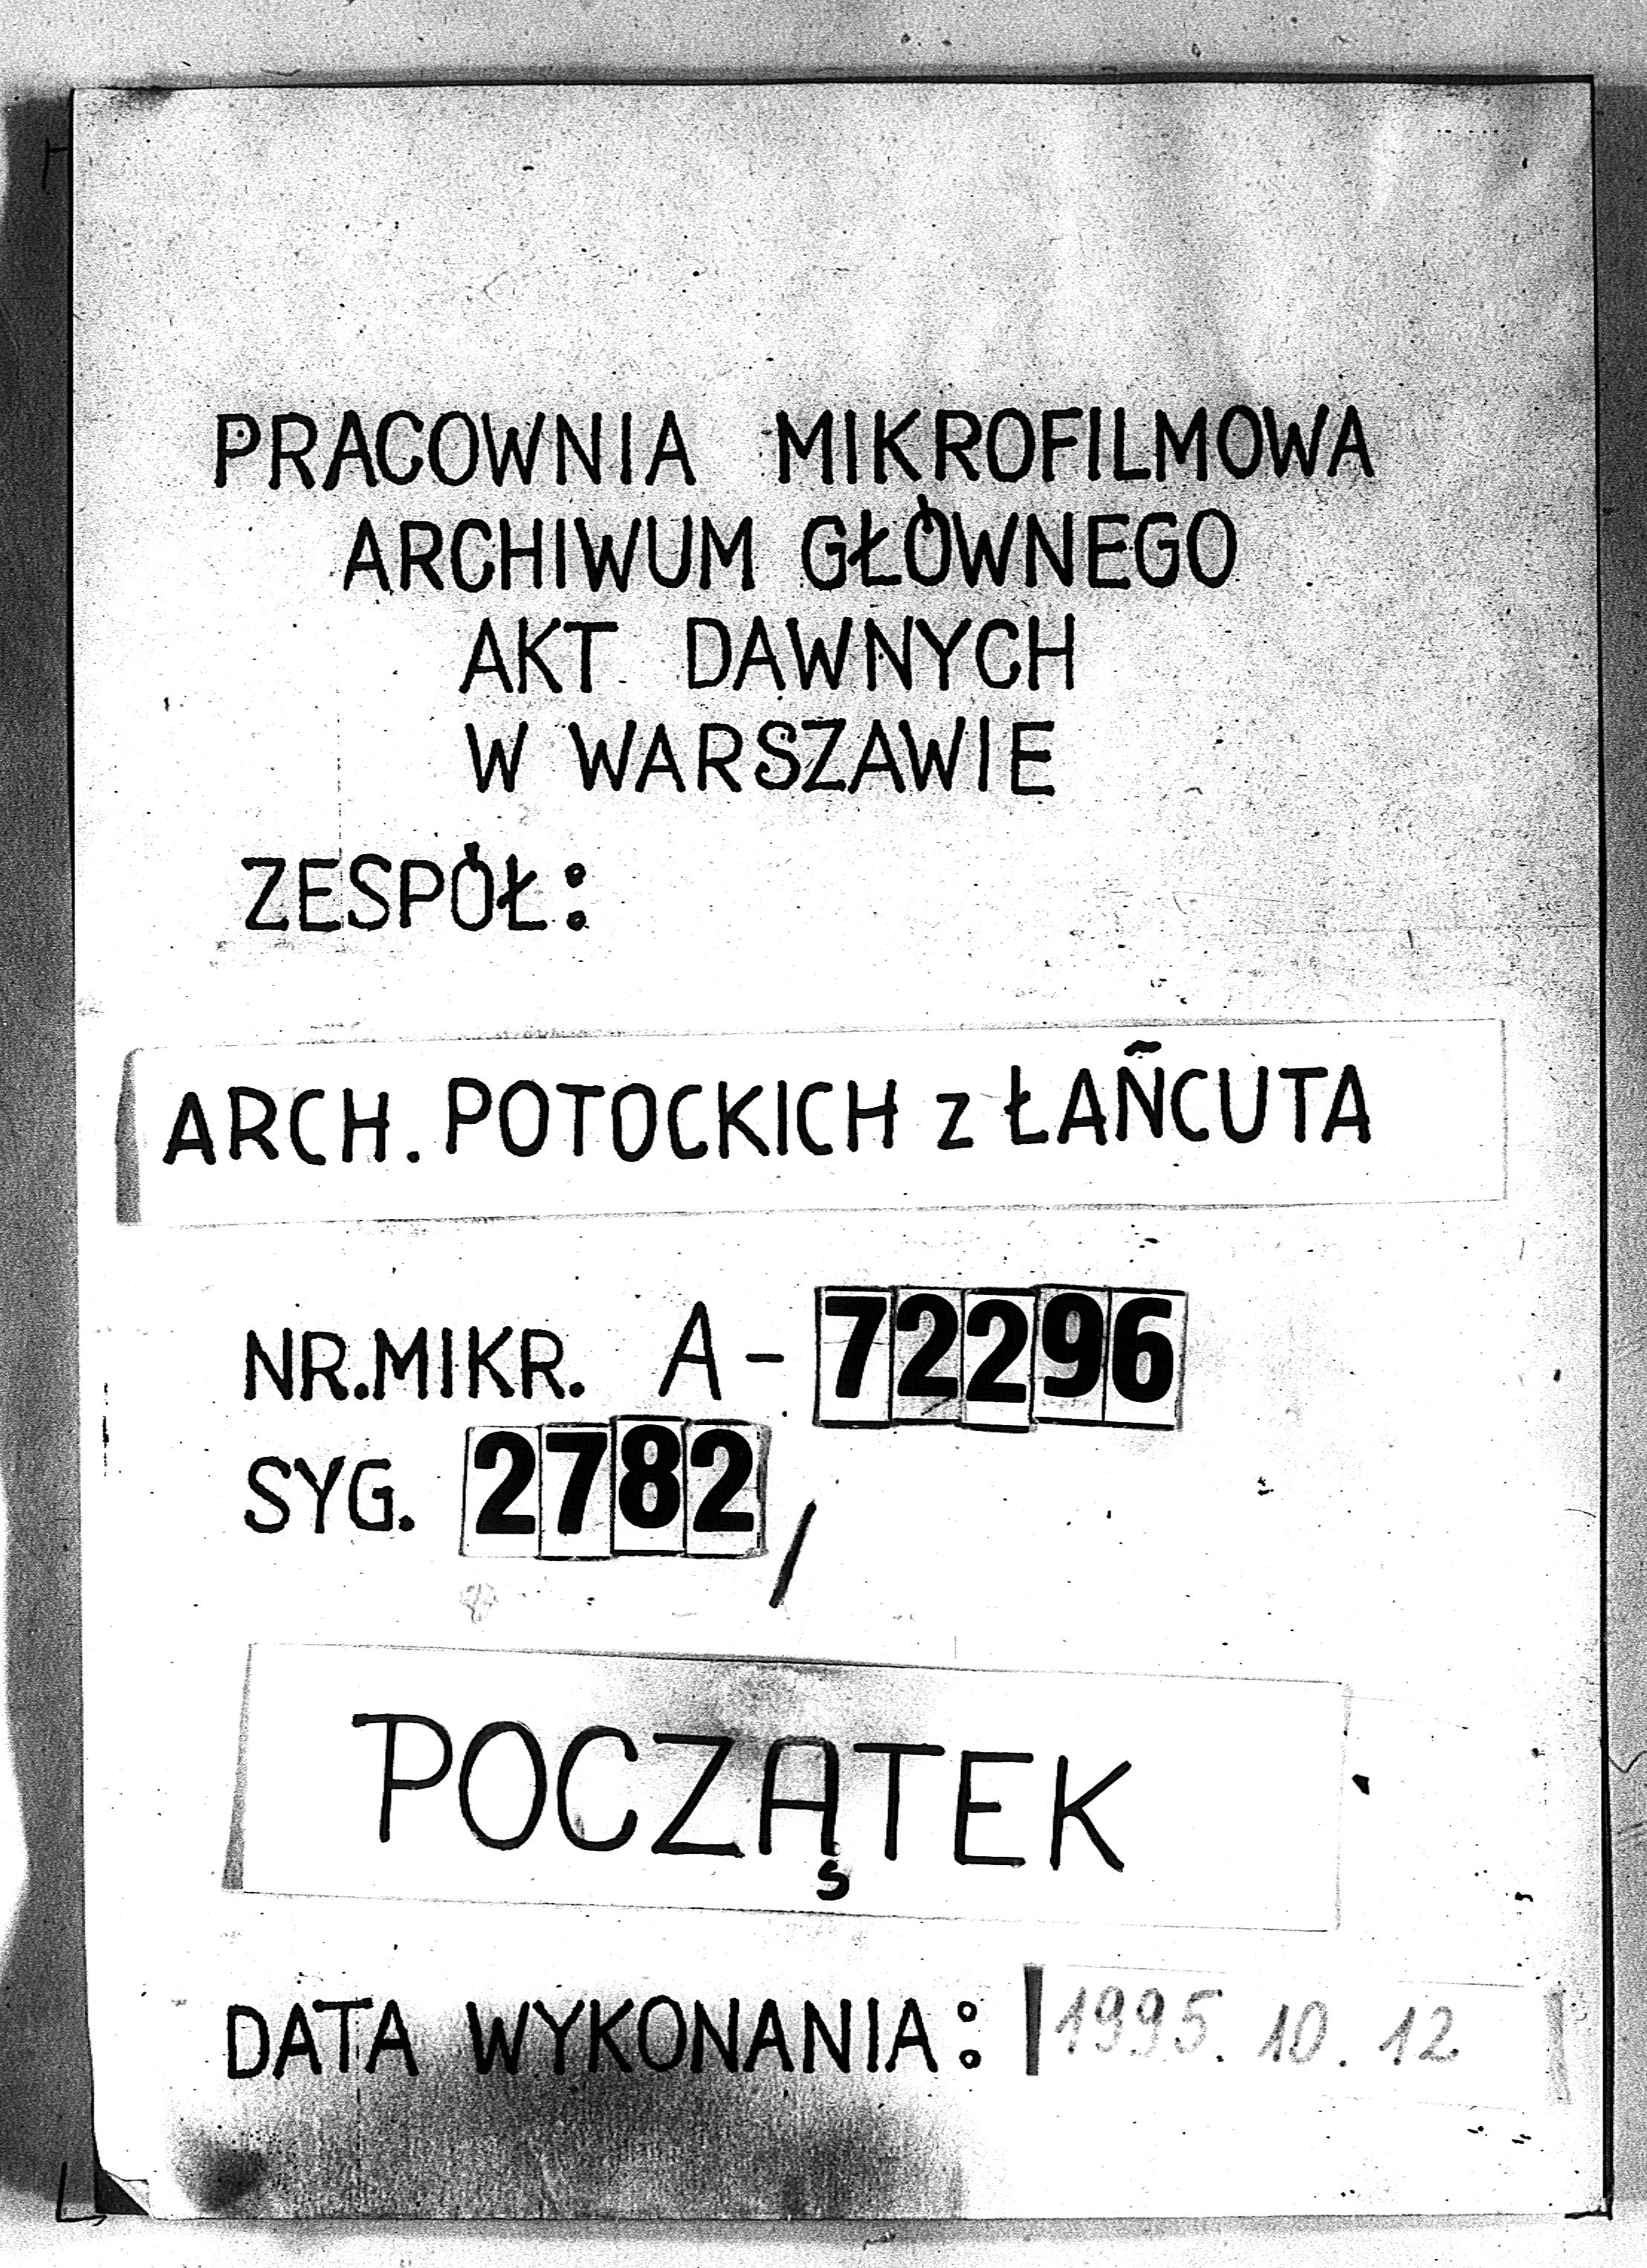 PRACOWNIA MIKROFILMOWA
ARCHIWUM GŁÓWNEGO
AKT DAWNYCH
W WARSZAWIE
ZESPÓŁ:
ARCH. POTOCKICH z ŁAŃCUTA
NR. MIKR. A-72296
SYG. 2782/
POCZĄTEK
DATA WYKONANIA: 1995.10.12